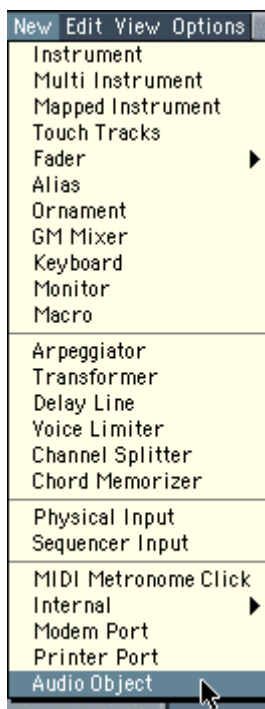 New Edit View Options
Instrument
Multi Instrument
Mapped Instrument
Touch Tracks
Fader
Alias
Ornament
GM Mixer
Keyboard
Monitor
Macro
Arpeggiator
Transformer
Delay Line
Voice Limiter
Channel Splitter
Chord Memorizer
Physical Input
Sequencer Input
MIDI Metronome Click
Internal
Modem Port
Printer Port
Audio Object